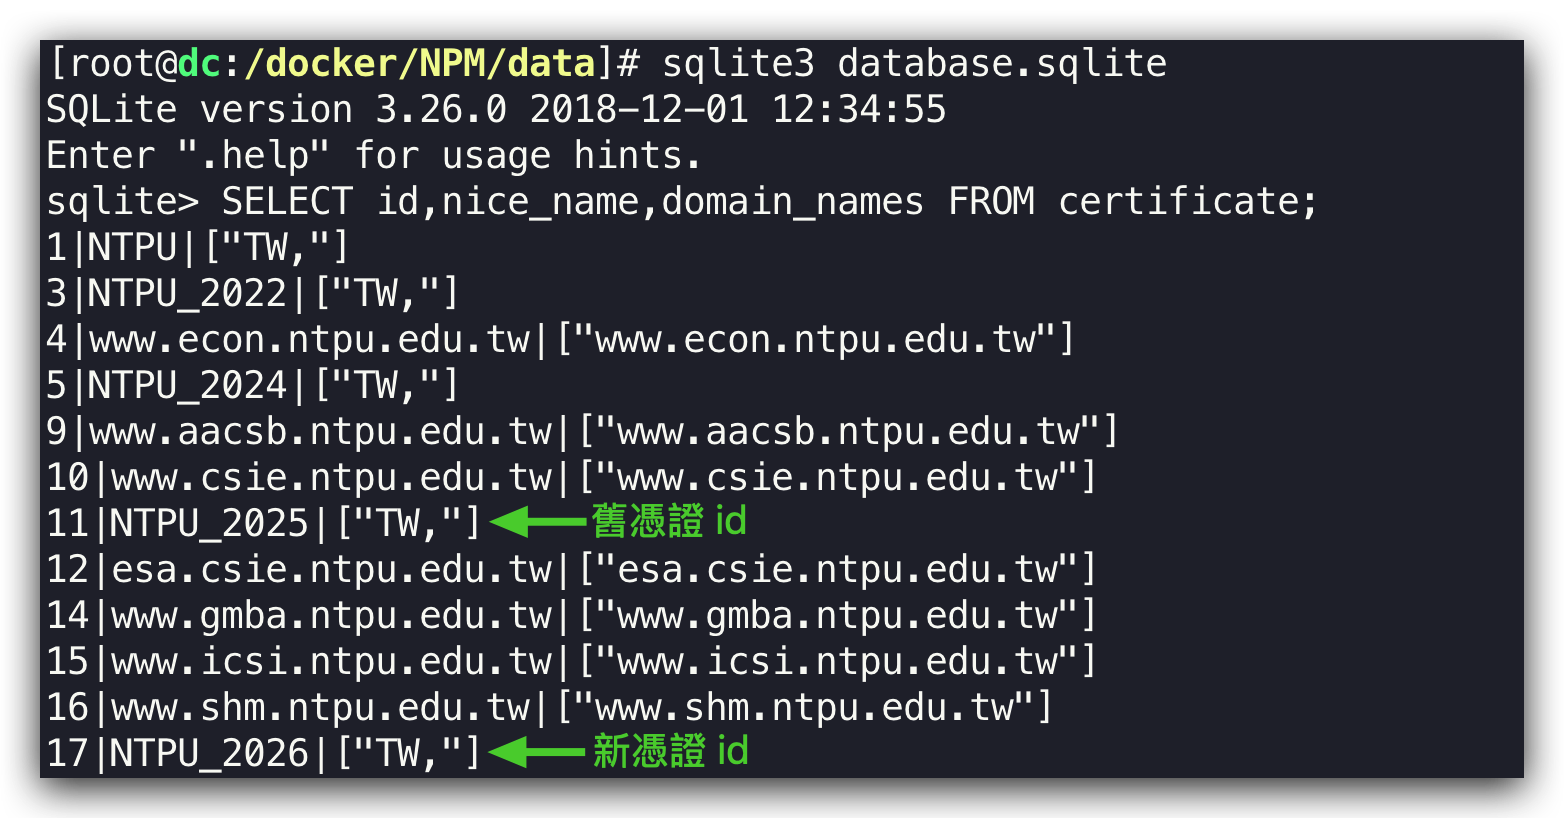 [root@dc:/docker/NPM/data]# sqlite3 database.sqlite
SQLite version 3.26.0 2018-12-01 12:34:55
Enter ".help" for usage hints.
sqlite> SELECT id,nice_name,domain_names FROM certificate;
1|NTPU|["TW,"]
3|NTPU_2022|["TW,"]
4|www.econ.ntpu.edu.tw|["www.econ.ntpu.edu.tw"]
5|NTPU_2024|["TW,"]
9|www.aacsb.ntpu.edu.tw|["www.aacsb.ntpu.edu.tw"]
10|www.csie.ntpu.edu.tw|["www.csie.ntpu.edu.tw"]
11|NTPU_2025|["TW,"] 舊憑證 id
12|esa.csie.ntpu.edu.tw|["esa.csie.ntpu.edu.tw"]
14|www.gmba.ntpu.edu.tw|["www.gmba.ntpu.edu.tw"]
15|www.icsi.ntpu.edu.tw|["www.icsi.ntpu.edu.tw"]
16|www.shm.ntpu.edu.tw|["www.shm.ntpu.edu.tw"]
17|NTPU_2026|["TW,"] 新憑證 id